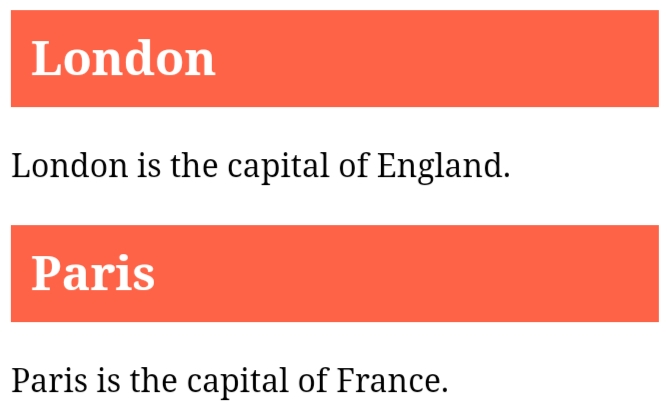 London
London is the capital of England.
Paris
Paris is the capital of France.